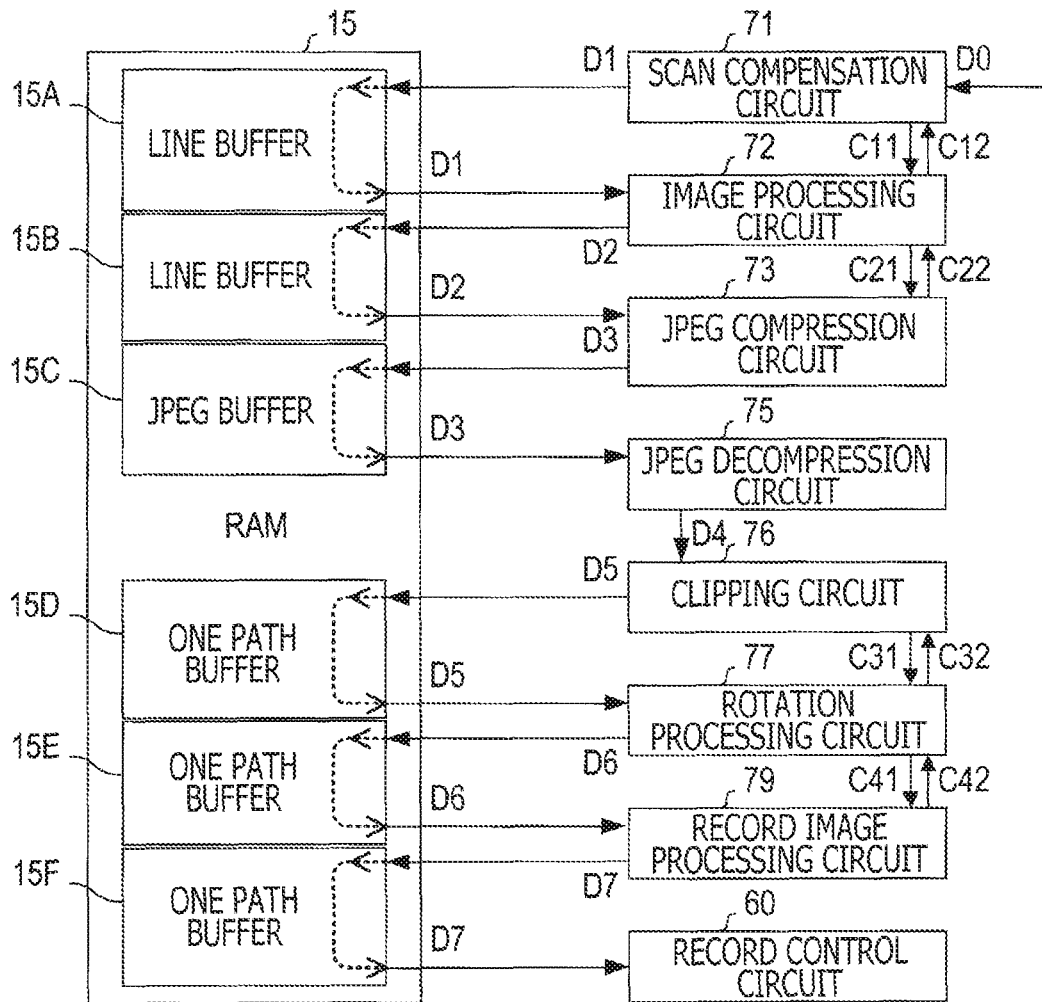 15
71
D1
D0
SCAN COMPENSATION
CIRCUIT
15A
LINE BUFFER
C11
C12
72
D1
IMAGE PROCESSING
CIRCUIT
15B
D2
LINE BUFFER
C21
C22
73
D2
D3
JPEG COMPRESSION
CIRCUIT
15C
JPEG BUFFER
75
D3
JPEG DECOMPRESSION
CIRCUIT
RAM
D4
76
D5
CLIPPING CIRCUIT
15D
ONE PATH
BUFFER
C31
C32
77
D5
ROTATION
PROCESSING CIRCUIT
15E
D6
ONE PATH
BUFFER
C41
C42
79
D6
RECORD IMAGE
PROCESSING CIRCUIT
15F
D7
ONE PATH
BUFFER
60
D7
RECORD CONTROL
CIRCUIT